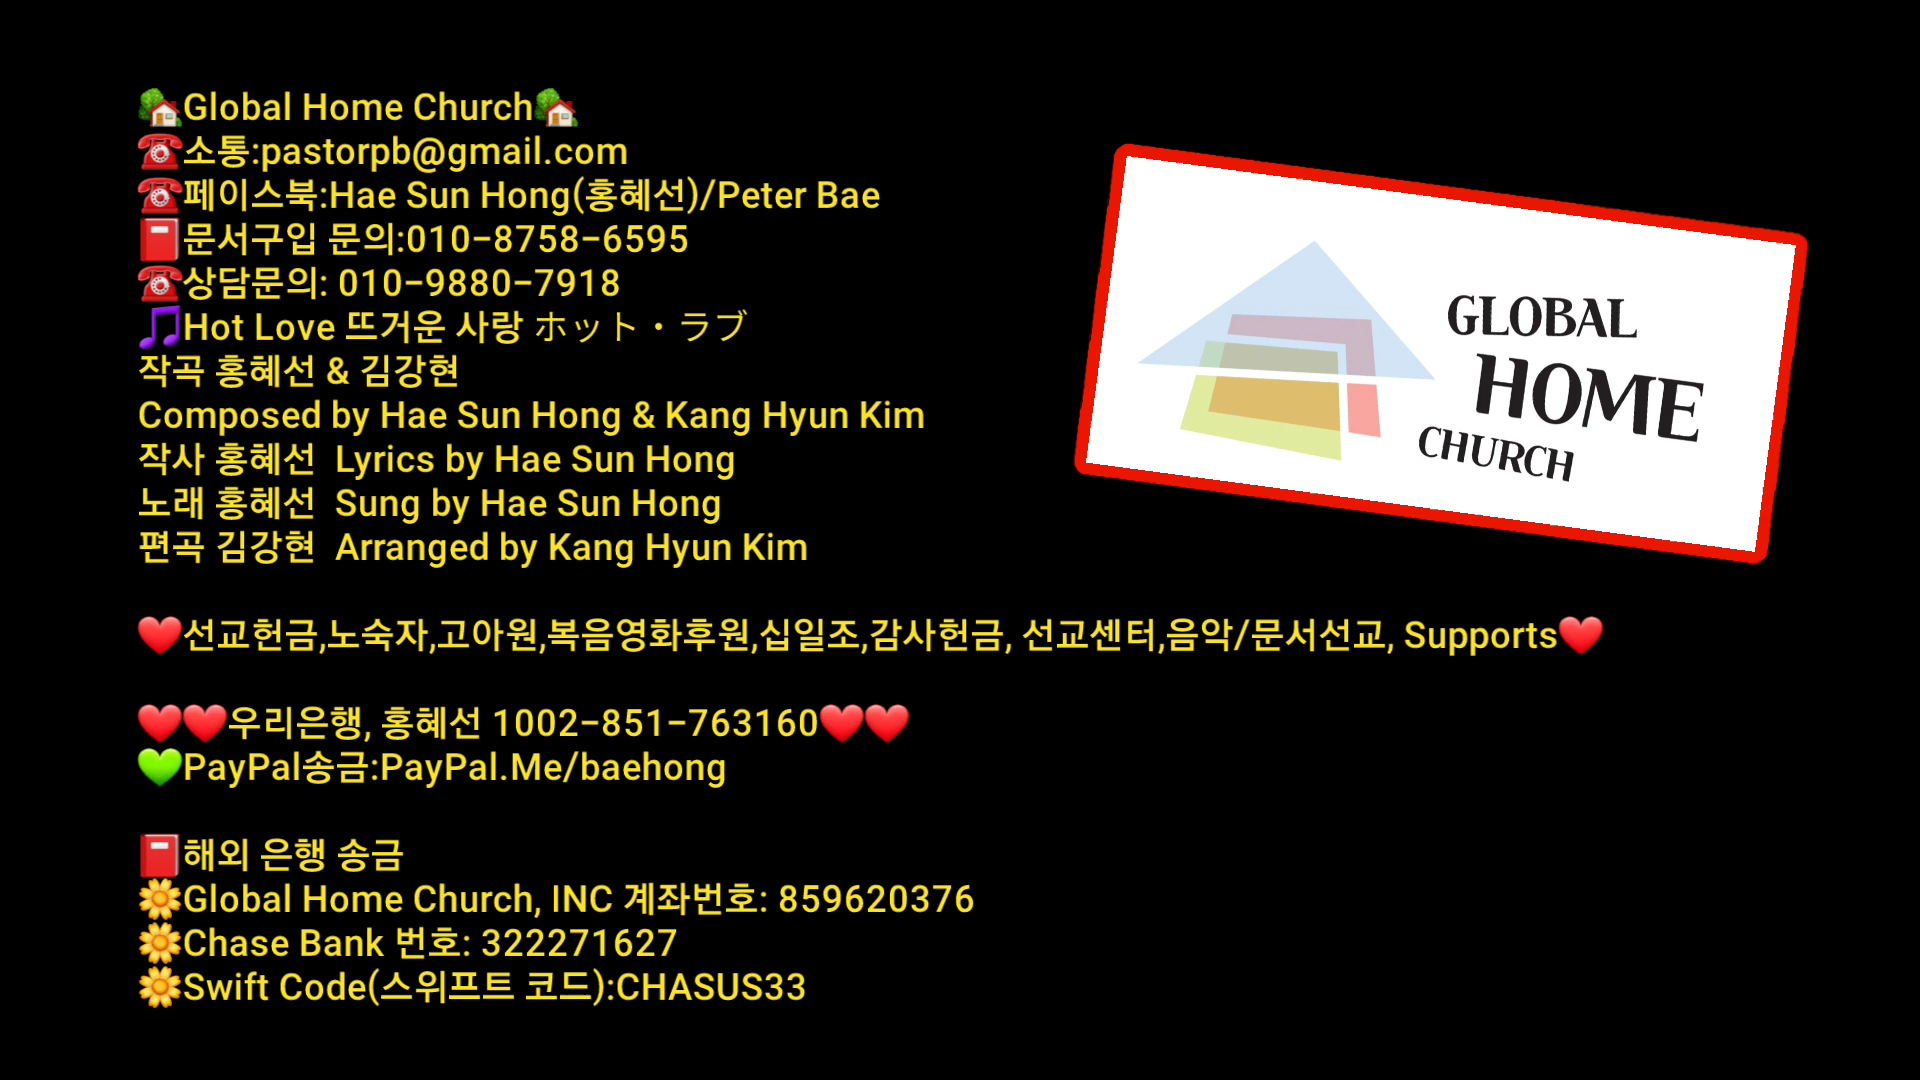 🏡Global Home Church🏡
☎️소통:pastorpb@gmail.com
☎️페이스북:Hae Sun Hong(홍혜선)/Peter Bae
📕문서구입 문의:010-8758-6595
☎️상담문의: 010-9880-7918
🎵Hot Love 뜨거운 사랑 ホット・ラブ
작곡 홍혜선 & 김강현
Composed by Hae Sun Hong & Kang Hyun Kim
작사 홍혜선  Lyrics by Hae Sun Hong
노래 홍혜선  Sung by Hae Sun Hong
편곡 김강현  Arranged by Kang Hyun Kim
❤️선교헌금,노숙자,고아원,복음영화후원,십일조,감사헌금, 선교센터,음악/문서선교, Supports❤️
❤️❤️우리은행, 홍혜선 1002-851-763160❤️❤️
💚PayPal송금:PayPal.Me/baehong
📕해외 은행 송금
🌼Global Home Church, INC 계좌번호: 859620376
🌼Chase Bank 번호: 322271627
🌼Swift Code(스위프트 코드):CHASUS33
GLOBAL
HOME
CHURCH